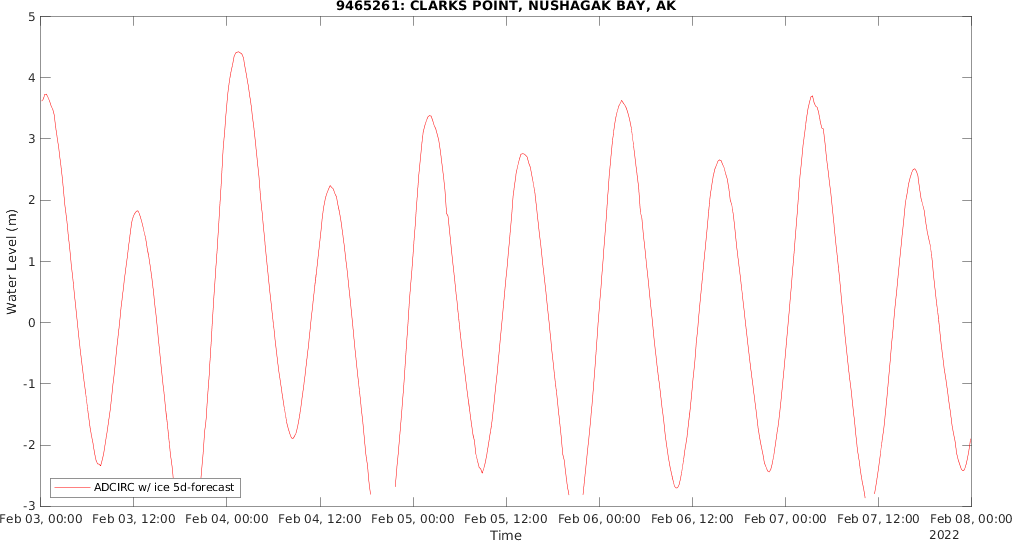 9465261: CLARKS POINT, NUSHAGAK BAY, AK
Water Level (m)
5
4
3
2
1
0
-1
-2
-3
ADCIRC w/ ice 5d-forecast
Feb 03, 00:00 Feb 03, 12:00 Feb 04, 00:00 Feb 04, 12:00 Feb 05, 00:00 Feb 05, 12:00 Feb 06, 00:00 Feb 06, 12:00 Feb 07, 00:00 Feb 07, 12:00 Feb 08, 00:00
Time
2022